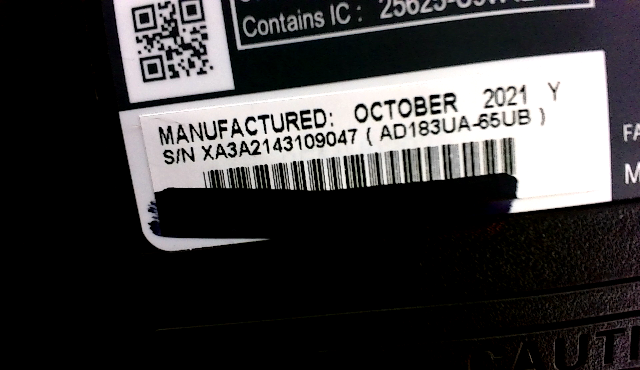 Contains IC :
MANUFACTURED: OCTOBER 2021 Y
S/N XA3A2143109047 ( AD183UA-65UB )